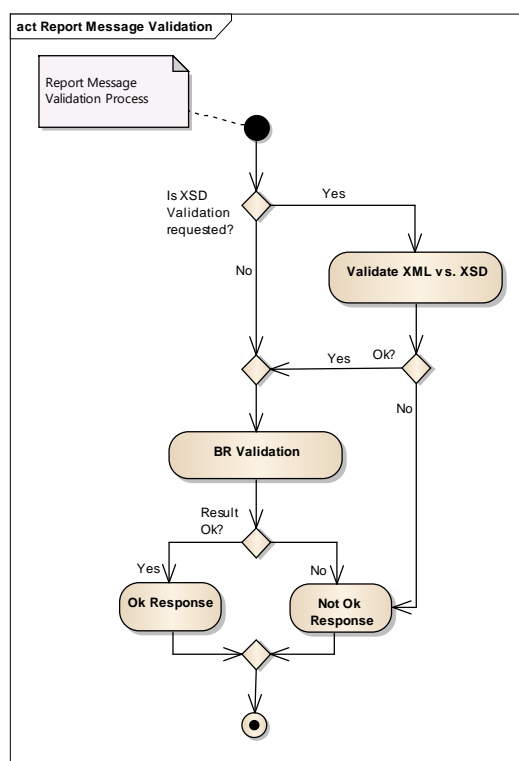 act Report Message Validation
Report Message
Validation Process
Is XSD
Validation
requested?
Yes
No
Validate XML vs. XSD
Ok?
Yes
No
BR Validation
Result
Ok?
Yes
No
Ok Response
Not Ok
Response